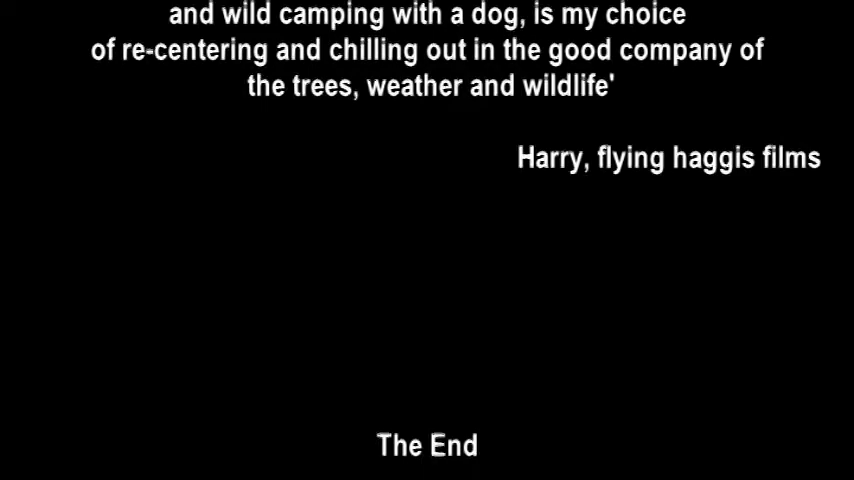 and wild camping with a dog, is my choice
of re-centering and chilling out in the good company of
the trees, weather and wildlife'
Harry, flying haggis films
The End